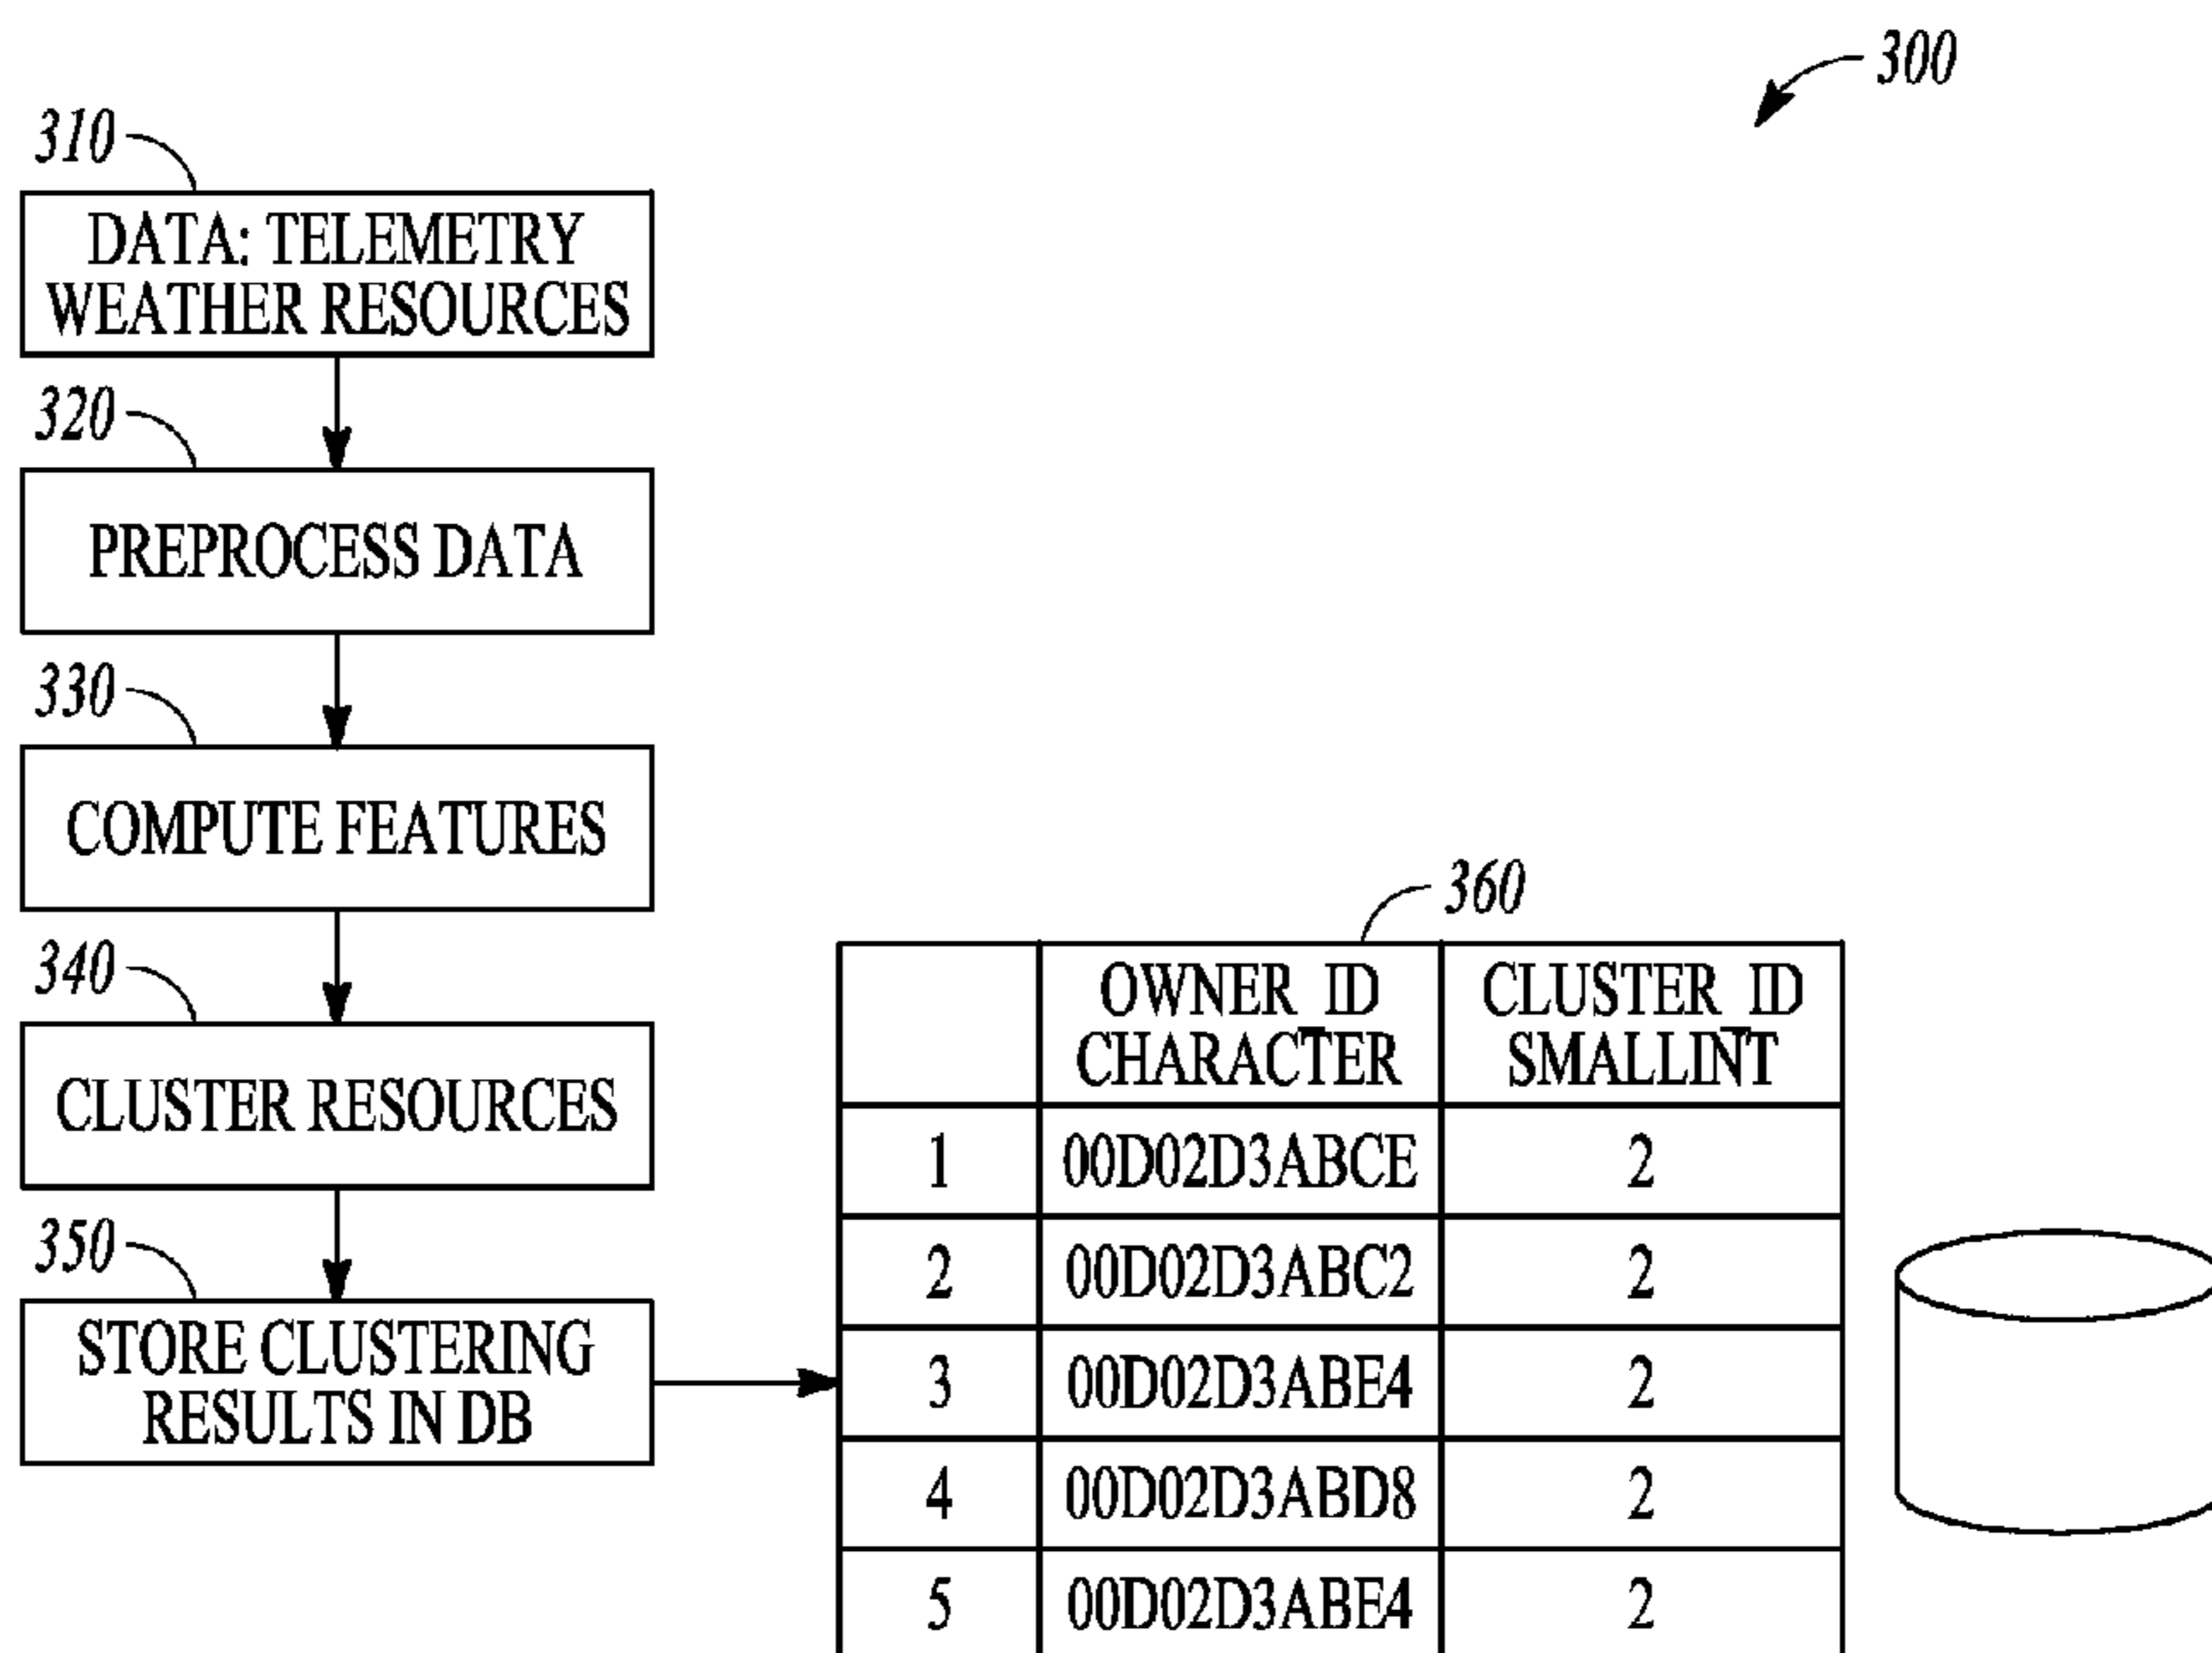 300
310
DATA: TELEMETRY
WEATHER RESOURCES
320
PREPROCESS DATA
330
COMPUTE FEATURES
340
CLUSTER RESOURCES
350
STORE CLUSTERING
RESULTS IN DB
360
OWNER_ID CLUSTER_ID
CHARACTER SMALLINT
1 00D02D3ABCE 2
2 00D02D3ABC2 2
3 00D02D3ABE4 2
4 00D02D3ABD8 2
5 00D02D3ABE4 2